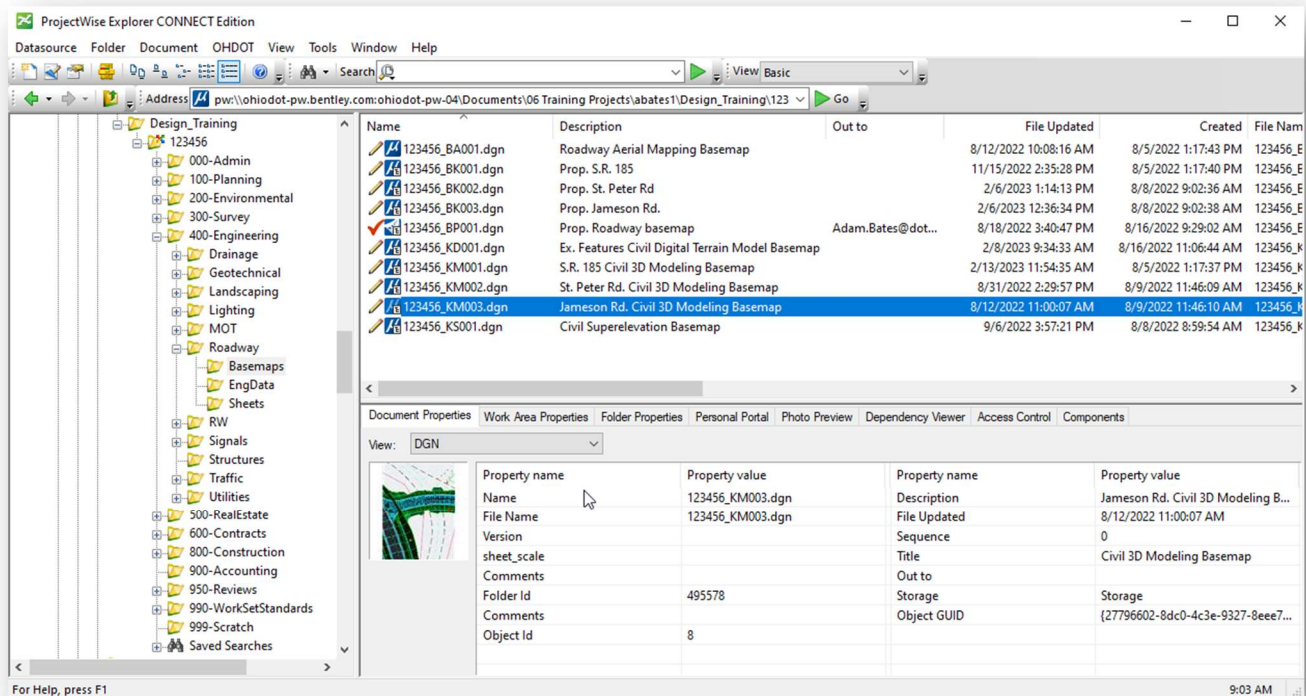 ProjectWise Explorer CONNECT Edition
Datasource Folder Document OHDOT View Tools Window Help
Search View Basic
Address pw:\\ohiodot-pw.bentley.com:ohiodot-pw-04\Documents\06 Training Projects\abates1\Design_Training\123 Go
Design_Training
123456
000-Admin
100-Planning
200-Environmental
300-Survey
400-Engineering
Drainage
Geotechnical
Landscaping
Lighting
MOT
Roadway
Basemaps
EngData
Sheets
RW
Signals
Structures
Traffic
Utilities
500-RealEstate
600-Contracts
800-Construction
900-Accounting
950-Reviews
990-WorkSetStandards
999-Scratch
Saved Searches
Name Description Out to File Updated Created File Nam
123456_BA001.dgn Roadway Aerial Mapping Basemap 8/12/2022 10:08:16 AM 8/5/2022 1:17:43 PM 123456_E
123456_BK001.dgn Prop. S.R. 185 11/15/2022 2:35:28 PM 8/5/2022 1:17:40 PM 123456_E
123456_BK002.dgn Prop. St. Peter Rd 2/6/2023 1:14:13 PM 8/8/2022 9:02:36 AM 123456_E
123456_BK003.dgn Prop. Jameson Rd. 2/6/2023 12:36:34 PM 8/8/2022 9:02:38 AM 123456_E
123456_BP001.dgn Prop. Roadway basemap Adam.Bates@dot... 8/18/2022 3:40:47 PM 8/16/2022 9:29:02 AM 123456_E
123456_KD001.dgn Ex. Features Civil Digital Terrain Model Basemap 2/8/2023 9:34:33 AM 8/16/2022 11:06:44 AM 123456_K
123456_KM001.dgn S.R. 185 Civil 3D Modeling Basemap 2/13/2023 11:54:35 AM 8/5/2022 1:17:37 PM 123456_K
123456_KM002.dgn St. Peter Rd. Civil 3D Modeling Basemap 8/31/2022 2:29:57 PM 8/9/2022 11:46:09 AM 123456_K
123456_KM003.dgn Jameson Rd. Civil 3D Modeling Basemap 8/12/2022 11:00:07 AM 8/9/2022 11:46:10 AM 123456_K
123456_KS001.dgn Civil Superelevation Basemap 9/6/2022 3:57:21 PM 8/8/2022 8:59:54 AM 123456_K
Document Properties Work Area Properties Folder Properties Personal Portal Photo Preview Dependency Viewer Access Control Components
View: DGN
Property name Property value Property name Property value
Name 123456_KM003.dgn Description Jameson Rd. Civil 3D Modeling B...
File Name 123456_KM003.dgn File Updated 8/12/2022 11:00:07 AM
Version Sequence 0
sheet_scale Title Civil 3D Modeling Basemap
Comments Out to
Folder Id 495578 Storage Storage
Comments Object GUID {27796602-8dc0-4c3e-9327-8eee7...
Object Id 8
For Help, press F1 9:03 AM